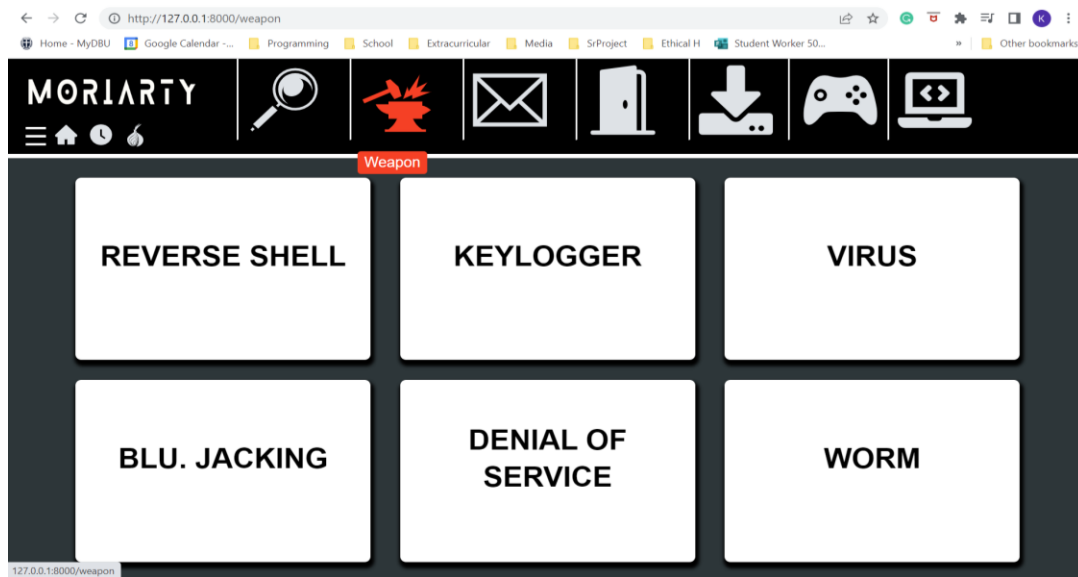 http://127.0.0.1:8000/weapon
K
Home - MyDBU
Google Calendar -...
Programming
School
Extracurricular
Media
SrProject
Ethical H
Student Worker 50...
»
Other bookmarks
MORIARTY
Weapon
REVERSE SHELL
KEYLOGGER
VIRUS
BLU. JACKING
DENIAL OF
SERVICE
WORM
127.0.0.1:8000/weapon